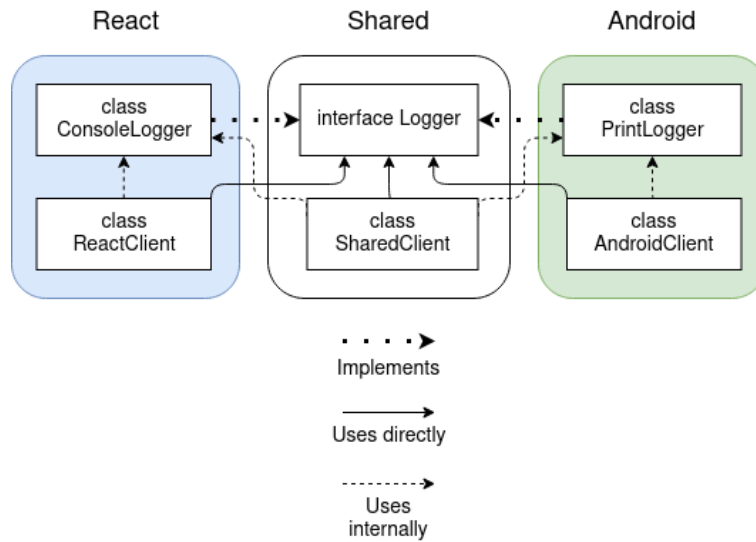 React
Shared
Android
class
ConsoleLogger
interface Logger
class
PrintLogger
class
ReactClient
class
SharedClient
class
AndroidClient
Implements
Uses directly
Uses
internally